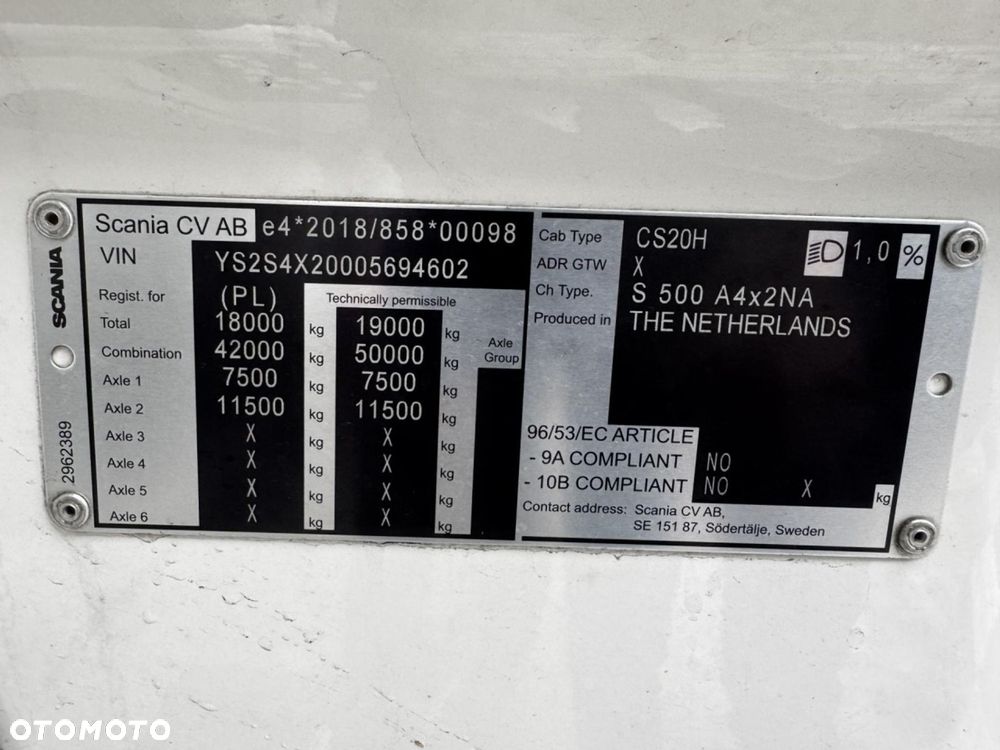 Scania CV AB e4*2018/858*00098
VIN YS2S4X20005694602
Regist. for (PL) Technically permissible
Total 18000 kg 19000 kg
Combination 42000 kg 50000 kg Axle Group
Axle 1 7500 kg 7500 kg
Axle 2 11500 kg 11500 kg
Axle 3 X kg X kg
Axle 4 X kg X kg
Axle 5 X kg X kg
Axle 6 X kg X kg
SCANIA
2962389
Cab Type CS20H 1,0 %
ADR GTW X
Ch Type. S 500 A4x2NA
Produced in THE NETHERLANDS
96/53/EC ARTICLE
- 9A COMPLIANT NO
- 10B COMPLIANT NO X kg
Contact address: Scania CV AB,
SE 151 87, Södertälje, Sweden
OTOMOTO